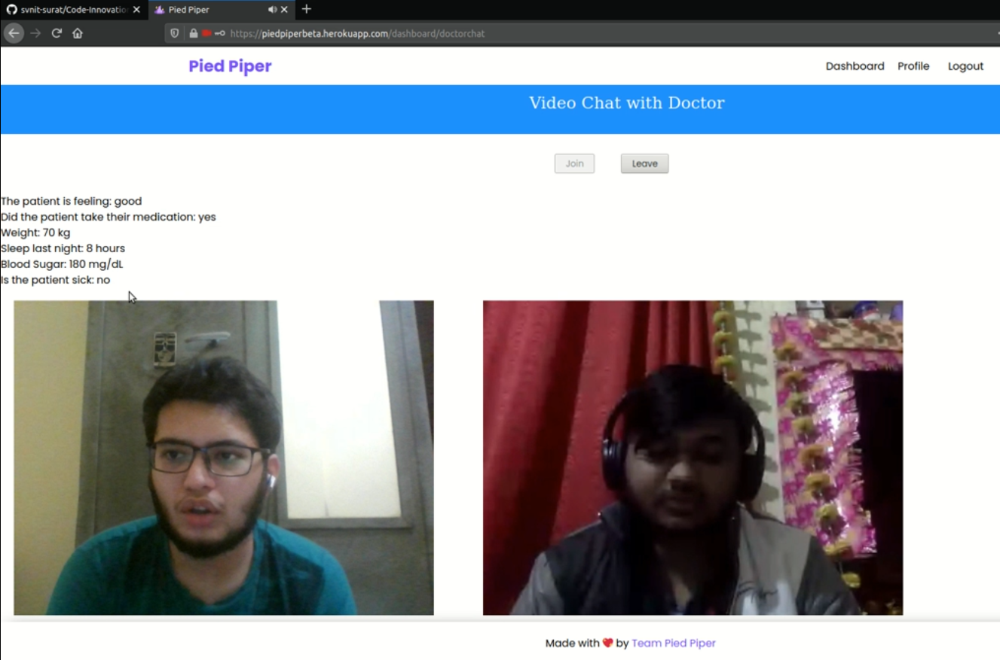 svnit-surat/Code-Innovatio
Pied Piper
https://piedpiperbeta.herokuapp.com/dashboard/doctorchat
Pied Piper
Dashboard Profile Logout
Video Chat with Doctor
Join Leave
The patient is feeling: good
Did the patient take their medication: yes
Weight: 70 kg
Sleep last night: 8 hours
Blood Sugar: 180 mg/dL
Is the patient sick: no
Made with ❤️ by Team Pied Piper